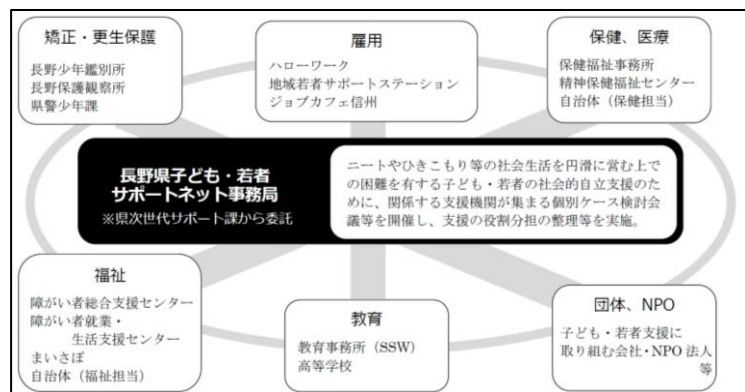 矯正・更生保護
長野少年鑑別所
長野保護観察所
県警少年課
雇用
ハローワーク
地域若者サポートステーション
ジョブカフェ信州
保健、医療
保健福祉事務所
精神保健福祉センター
自治体（保健担当）
長野県子ども・若者
サポートネット事務局
※県次世代サポート課から委託
ニートやひきこもり等の社会生活を円滑に営む上で
の困難を有する子ども・若者の社会的自立支援のた
めに、関係する支援機関が集まる個別ケース検討会
議等を開催し、支援の役割分担の整理等を実施。
福祉
障がい者総合支援センター
障がい者就業・
生活支援センター
まいさぽ
自治体（福祉担当）
教育
教育事務所（SSW）
高等学校
団体、NPO
子ども・若者支援に
取り組む会社・NPO 法人
等